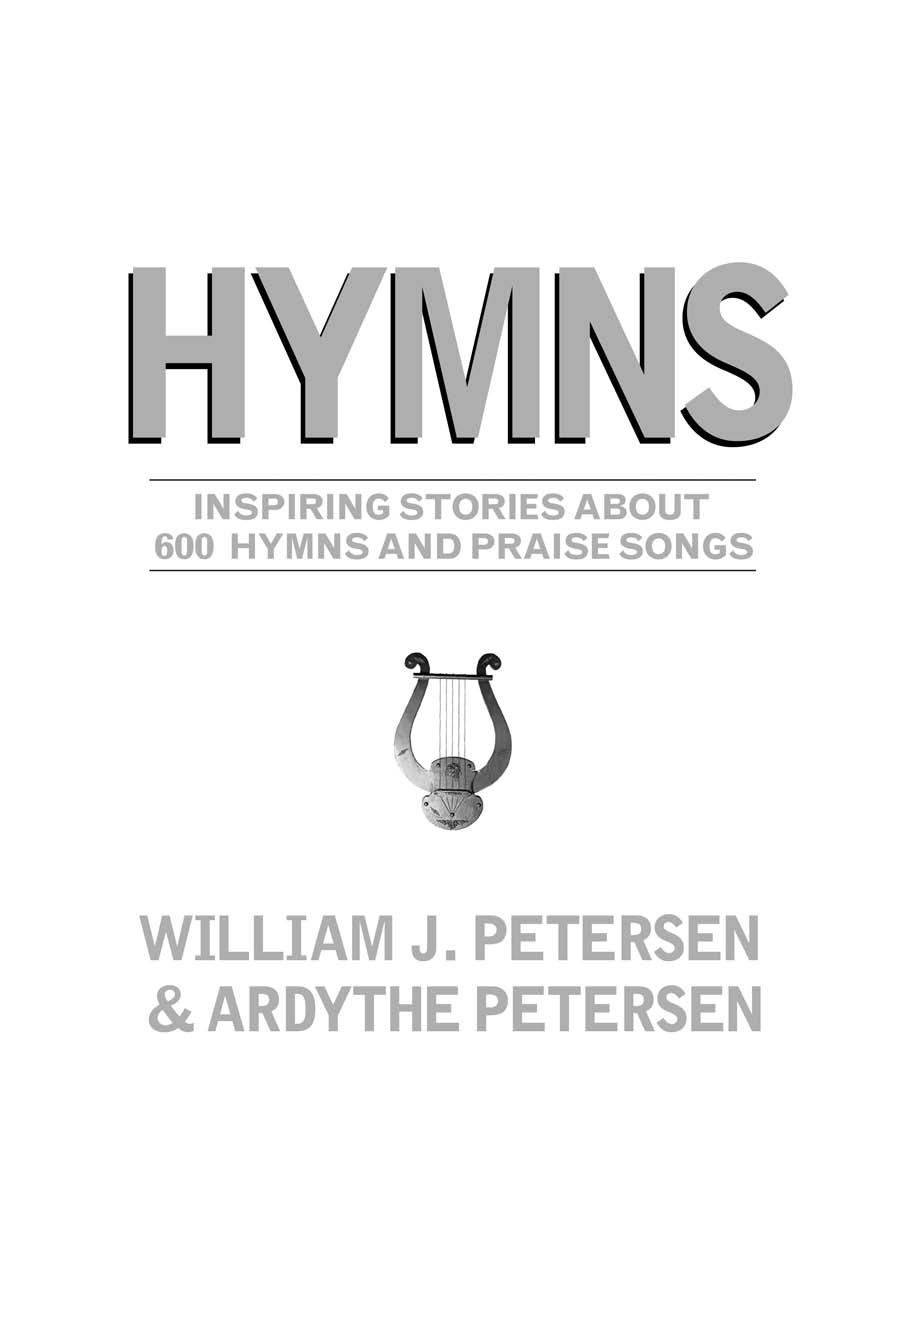 HYMNS
INSPIRING STORIES ABOUT
600 HYMNS AND PRAISE SONGS
WILLIAM J. PETERSEN
& ARDYTHE PETERSEN